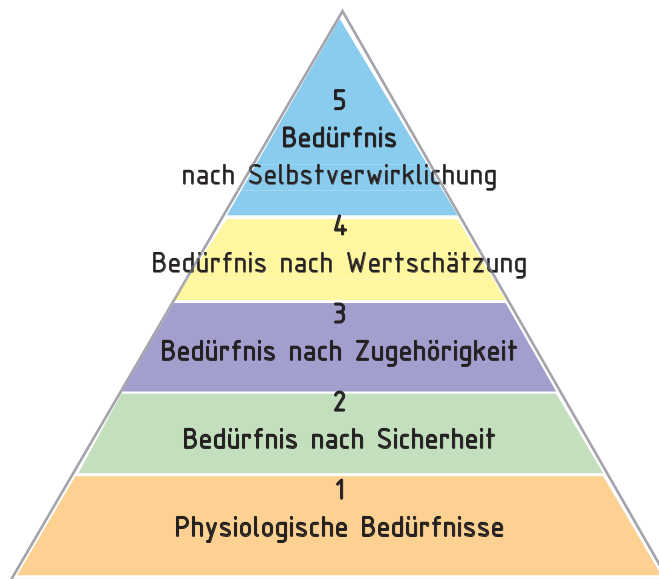 5
Bedürfnis
nach Selbstverwirklichung
4
Bedürfnis nach Wertschätzung
3
Bedürfnis nach Zugehörigkeit
2
Bedürfnis nach Sicherheit
1
Physiologische Bedürfnisse